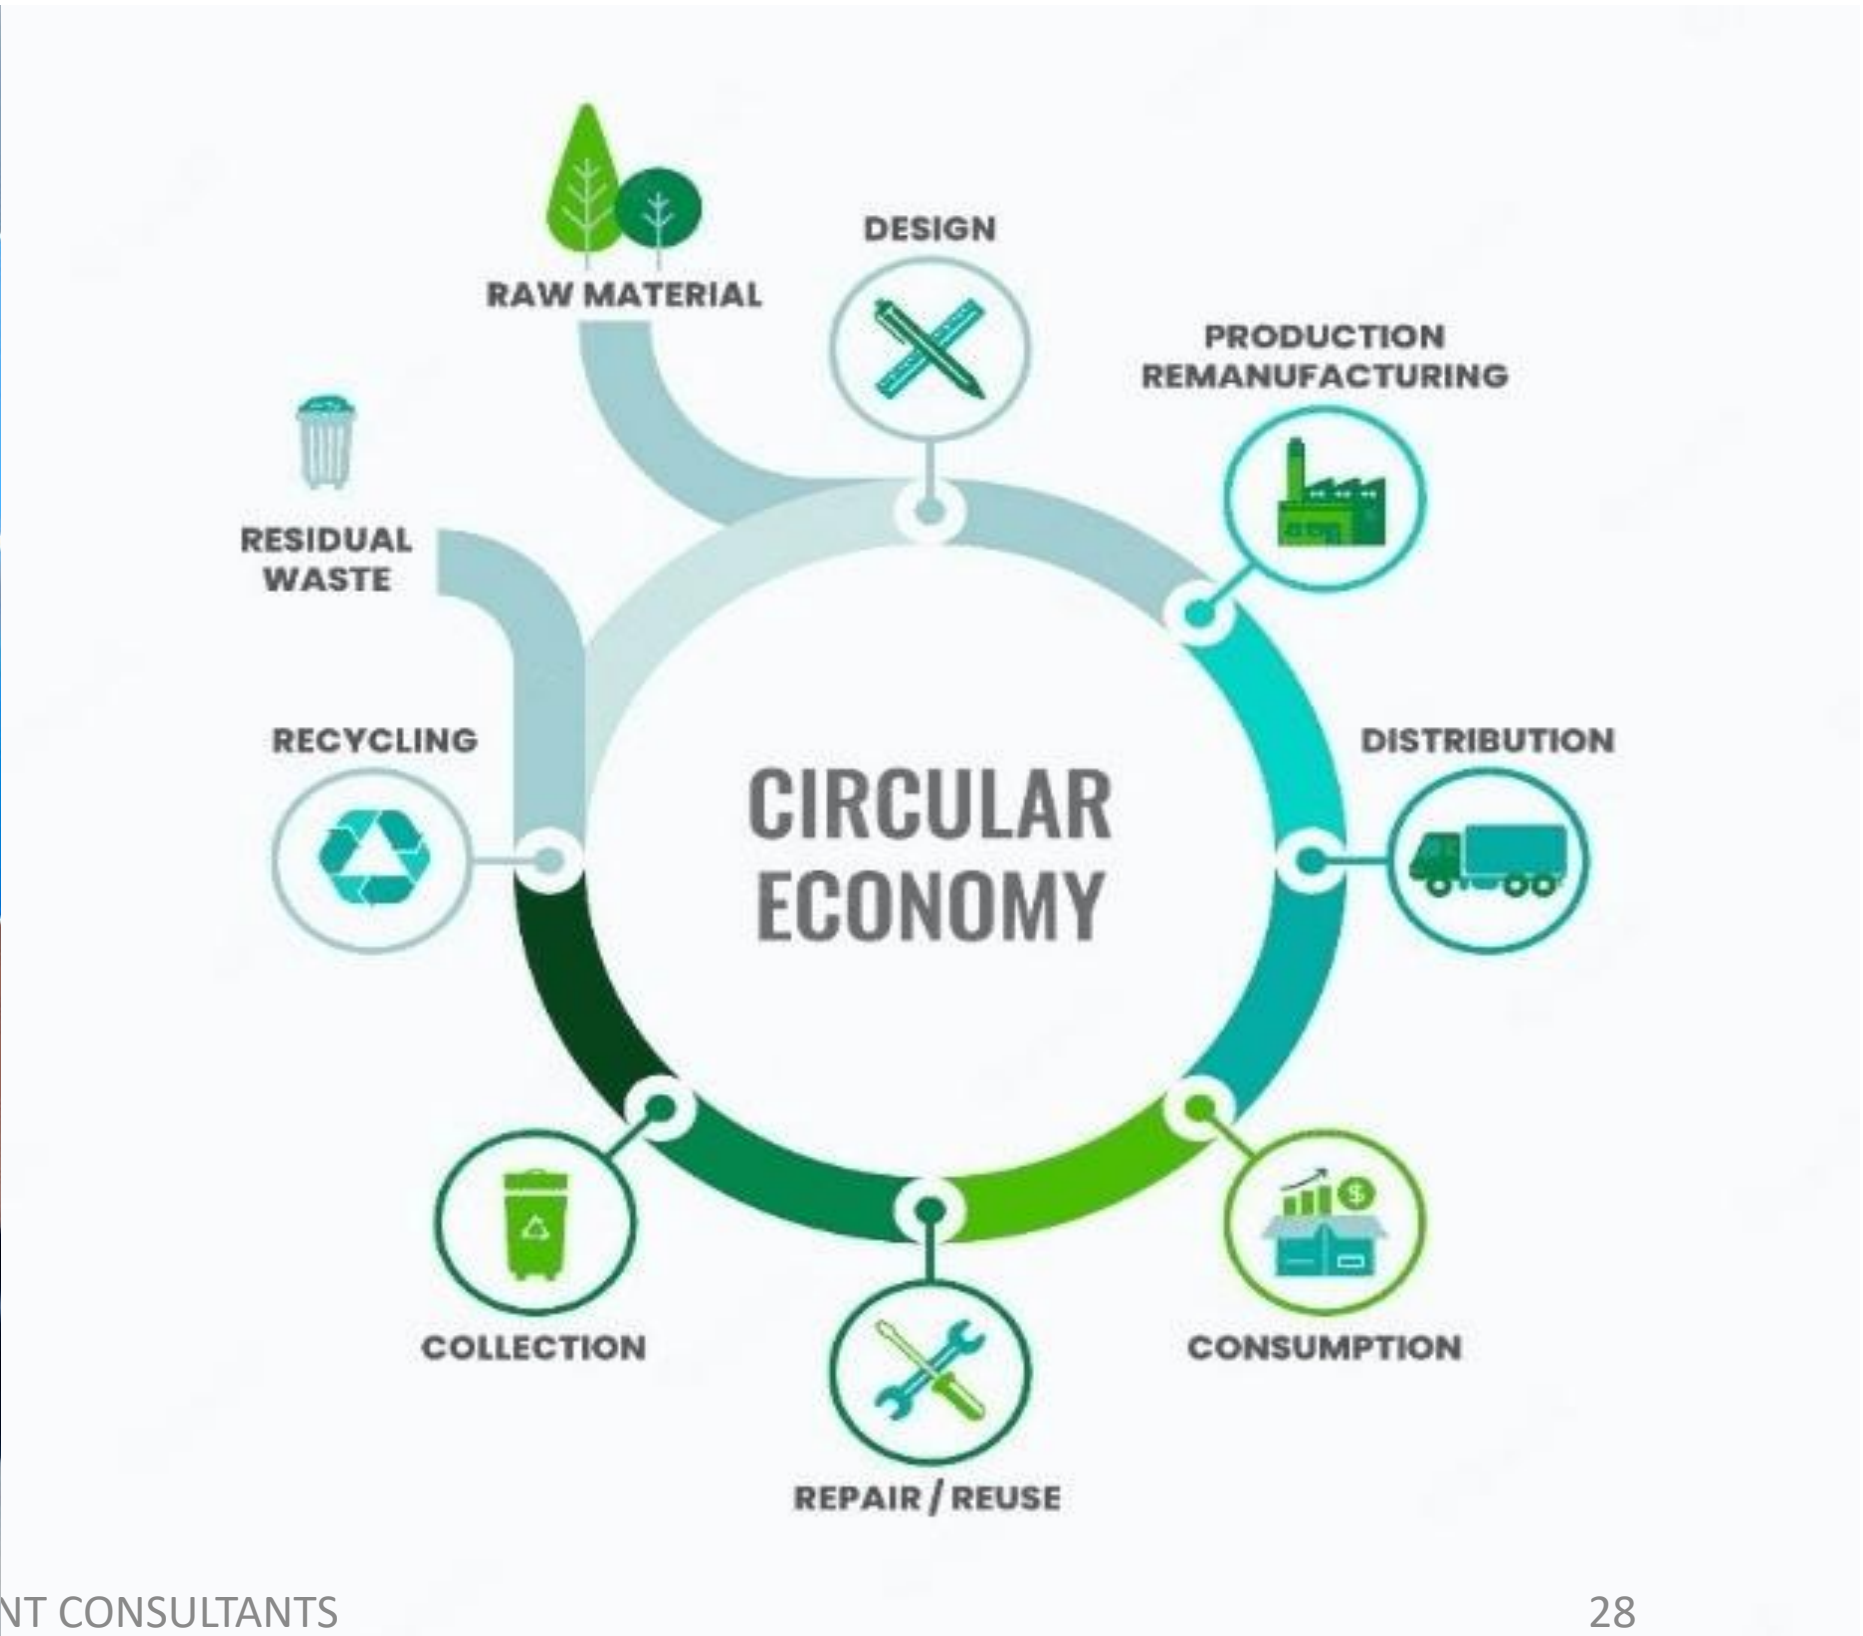 DESIGN
RAW MATERIAL
PRODUCTION
REMANUFACTURING
RESIDUAL
WASTE
RECYCLING
DISTRIBUTION
CIRCULAR
ECONOMY
$
COLLECTION
CONSUMPTION
REPAIR / REUSE
NT CONSULTANTS
28